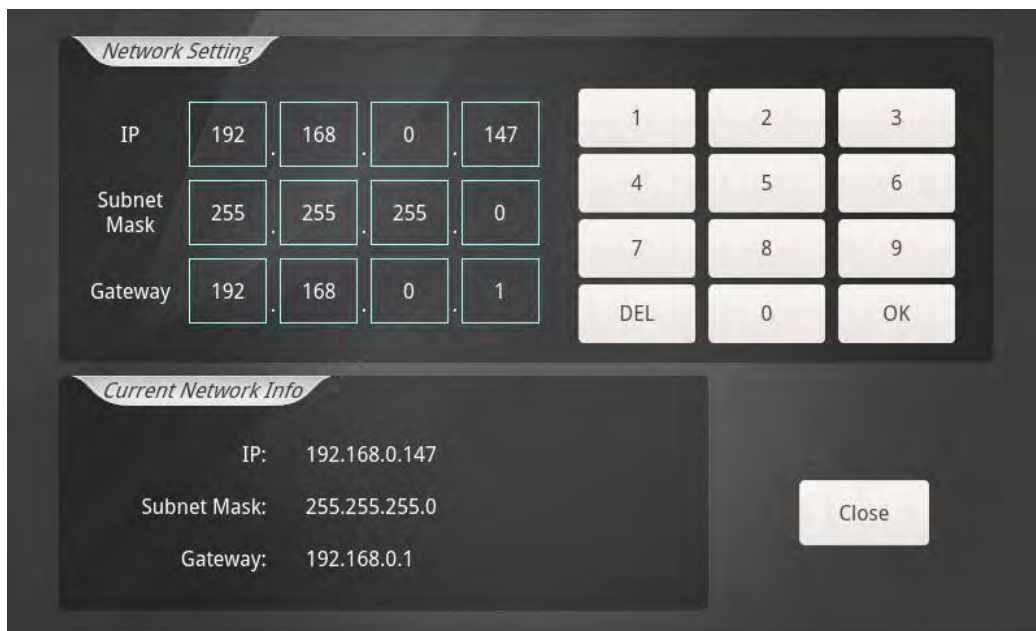 Network Setting
IP 192 . 168 . 0 . 147
Subnet Mask 255 . 255 . 255 . 0
Gateway 192 . 168 . 0 . 1
1 2 3
4 5 6
7 8 9
DEL 0 OK
Current Network Info
IP: 192.168.0.147
Subnet Mask: 255.255.255.0
Gateway: 192.168.0.1
Close